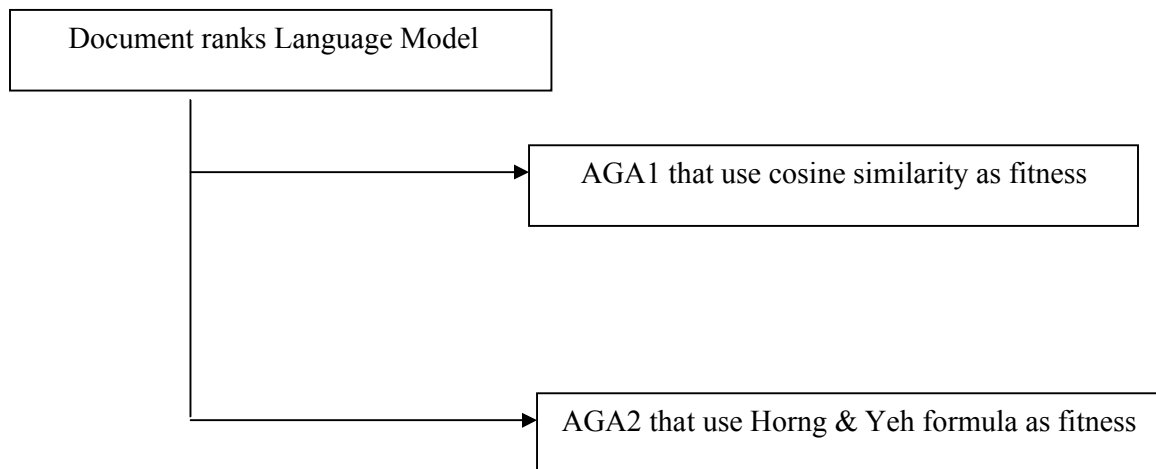 Document ranks Language Model
AGA1 that use cosine similarity as fitness
AGA2 that use Horng & Yeh formula as fitness